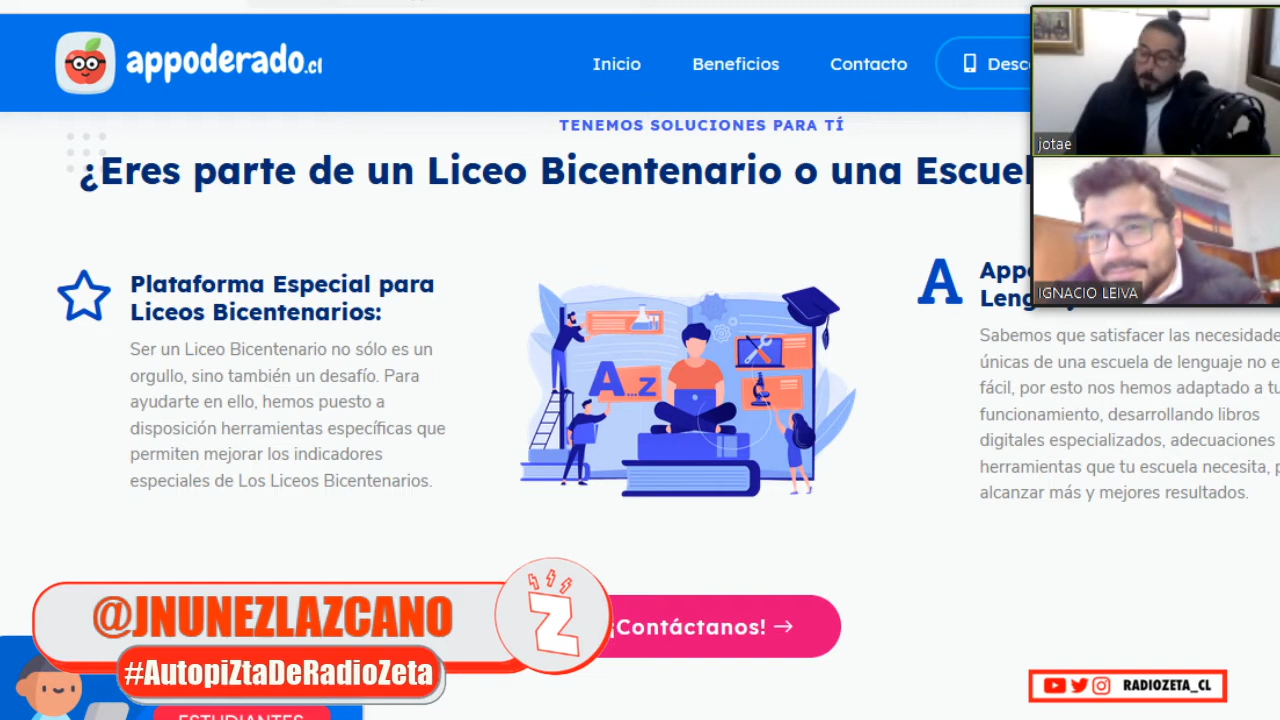 appoderado.cl
Inicio
Beneficios
Contacto
jotae
TENEMOS SOLUCIONES PARA TÍ
¿Eres parte de un Liceo Bicentenario o una
Plataforma Especial para
Liceos Bicentenarios:
Ser un Liceo Bicentenario no sólo es un
orgullo, sino también un desafío. Para
ayudarte en ello, hemos puesto a
disposición herramientas específicas que
permiten mejorar los indicadores
especiales de Los Liceos Bicentenarios.
A...z
A
IGNACIO LEIVA
Sabemos que satisfacer las
únicas de una escuela de lenguaje no
fácil, por esto nos hemos adaptado a
funcionamiento, desarrollando libros
digitales especializados, adecuaciones
herramientas que tu escuela necesita,
alcanzar más y mejores resultados.
@JNUNEZLAZCANO
Z
¡Contáctanos!
#AutopiZtaDeRadioZeta
RADIOZETA_CL
ESTUDIANTES